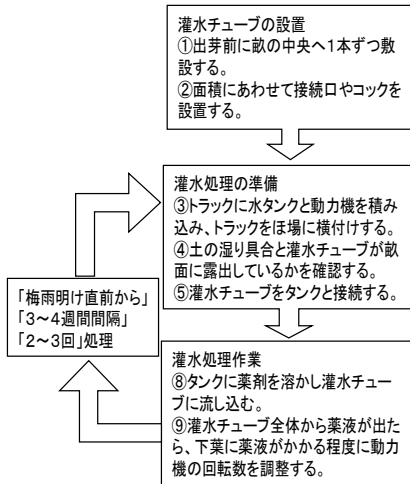 灌水チューブの設置
①出芽前に畝の中央へ1本ずつ敷
設する。
②面積にあわせて接続口やコックを
設置する。
灌水処理の準備
③トラックに水タンクと動力機を積み
込み、トラックをほ場に横付けする。
④土の湿り具合と灌水チューブが畝
面に露出しているかを確認する。
⑤灌水チューブをタンクと接続する。
「梅雨明け直前から」
「3~4週間間隔」
「2~3回」処理
灌水処理作業
⑧タンクに薬剤を溶かし灌水チュー
ブに流し込む。
⑨灌水チューブ全体から薬液が出た
ら、下葉に薬液がかかる程度に動力
機の回転数を調整する。